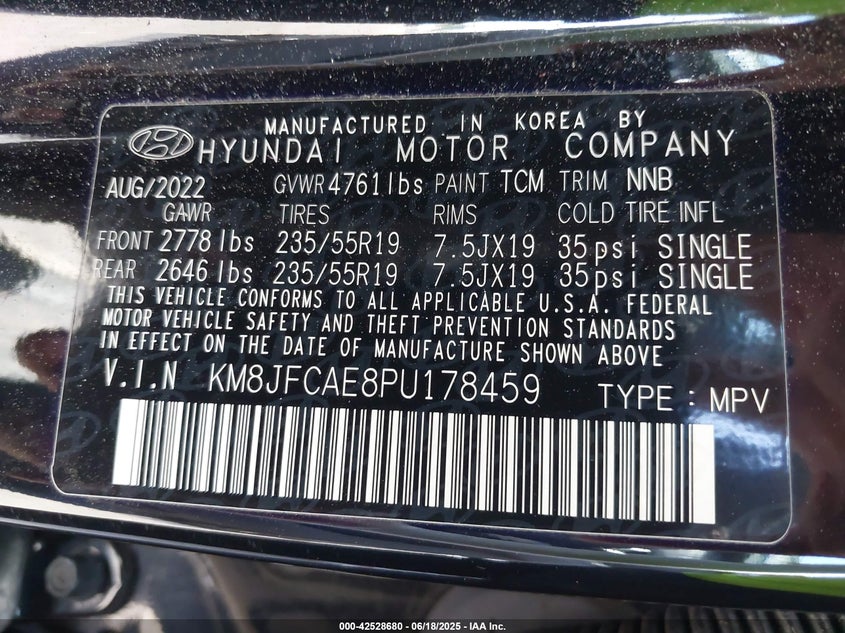 MANUFACTURED IN KOREA BY
HYUNDAI MOTOR COMPANY
AUG/2022 GVWR 4761lbs PAINT TCM TRIM NNB
GAWR TIRES RIMS COLD TIRE INFL
FRONT 2778 lbs 235/55R19 7.5JX19 35psi SINGLE
REAR 2646 lbs 235/55R19 7.5JX19 35psi SINGLE
THIS VEHICLE CONFORMS TO ALL APPLICABLE U.S.A. FEDERAL
MOTOR VEHICLE SAFETY AND THEFT PREVENTION STANDARDS
IN EFFECT ON THE DATE OF MANUFACTURE SHOWN ABOVE
V.I.N KM8JFCAE8PU178459 TYPE : MPV
000-42528680 - 06/18/2025 - IAA Inc.